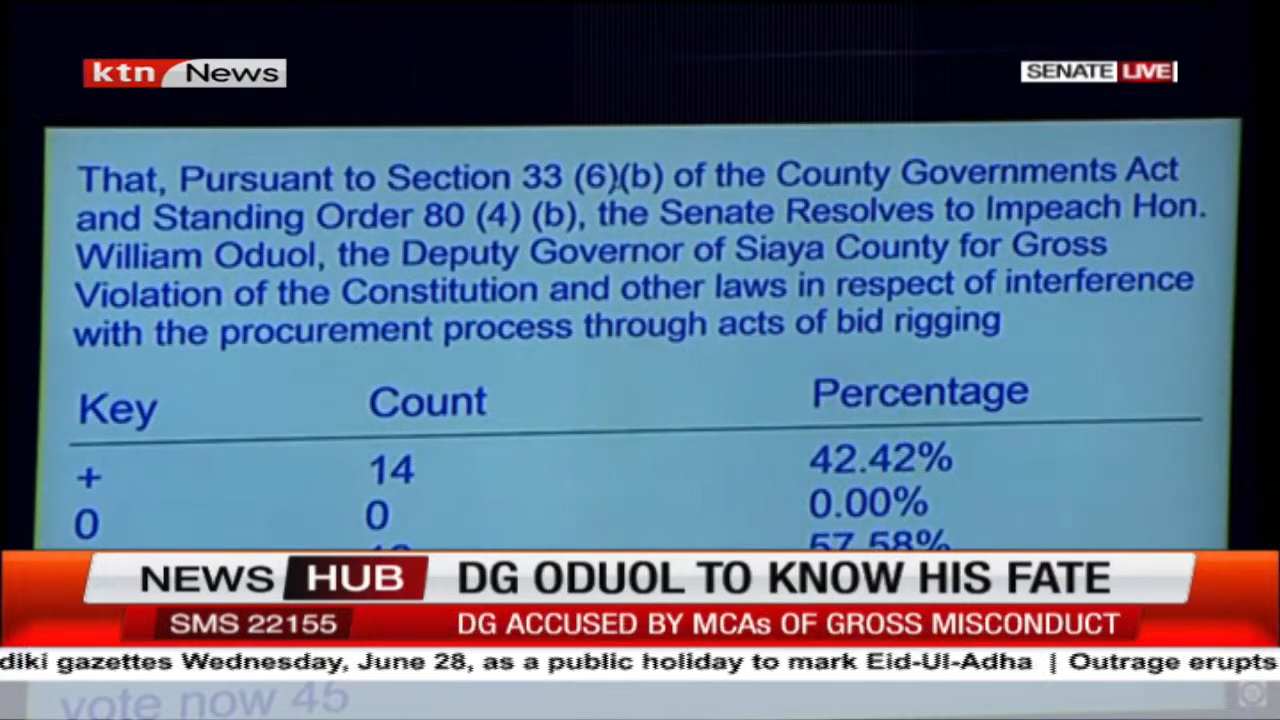 ktn News
SENATE LIVE
That, Pursuant to Section 33 (6)(b) of the County Governments Act
and Standing Order 80 (4) (b), the Senate Resolves to Impeach Hon.
William Oduol, the Deputy Governor of Siaya County for Gross
Violation of the Constitution and other laws in respect of interference
with the procurement process through acts of bid rigging
Key Count Percentage
+ 14 42.42%
0 0 0.00%
57.58%
NEWS HUB DG ODUOL TO KNOW HIS FATE
SMS 22155 DG ACCUSED BY MCAs OF GROSS MISCONDUCT
diki gazettes Wednesday, June 28, as a public holiday to mark Eid-Ul-Adha | Outrage erupts
vote now 45